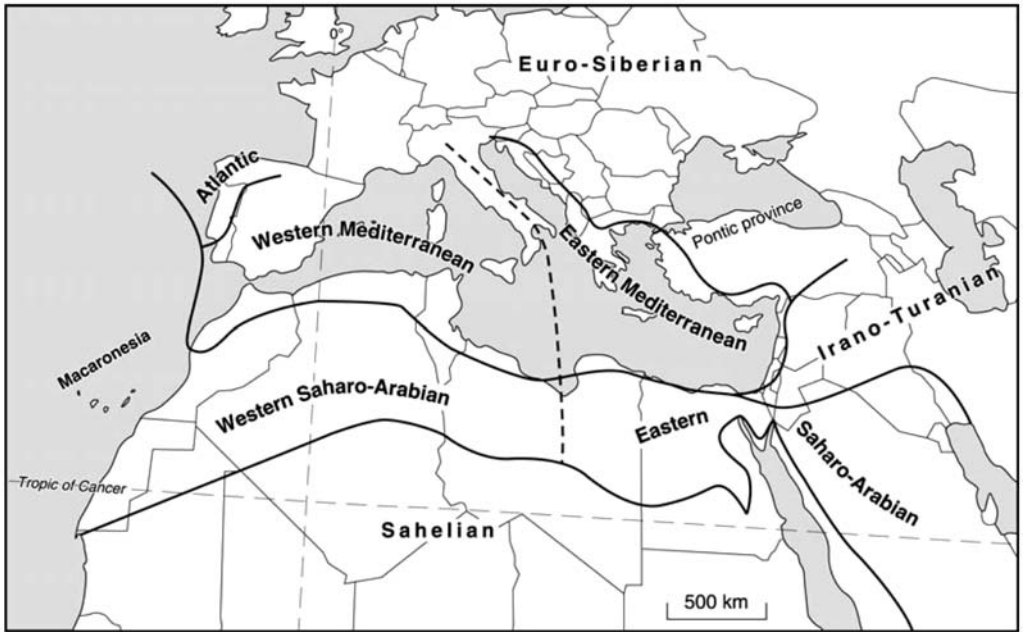 0°
Euro-Siberian
Atlantic
Western Mediterranean
Eastern Mediterranean
Pontic province
Irano-Turanian
Macaronesia
Western Saharo-Arabian
Eastern
Saharo-Arabian
Tropic of Cancer
Sahelian
500 km